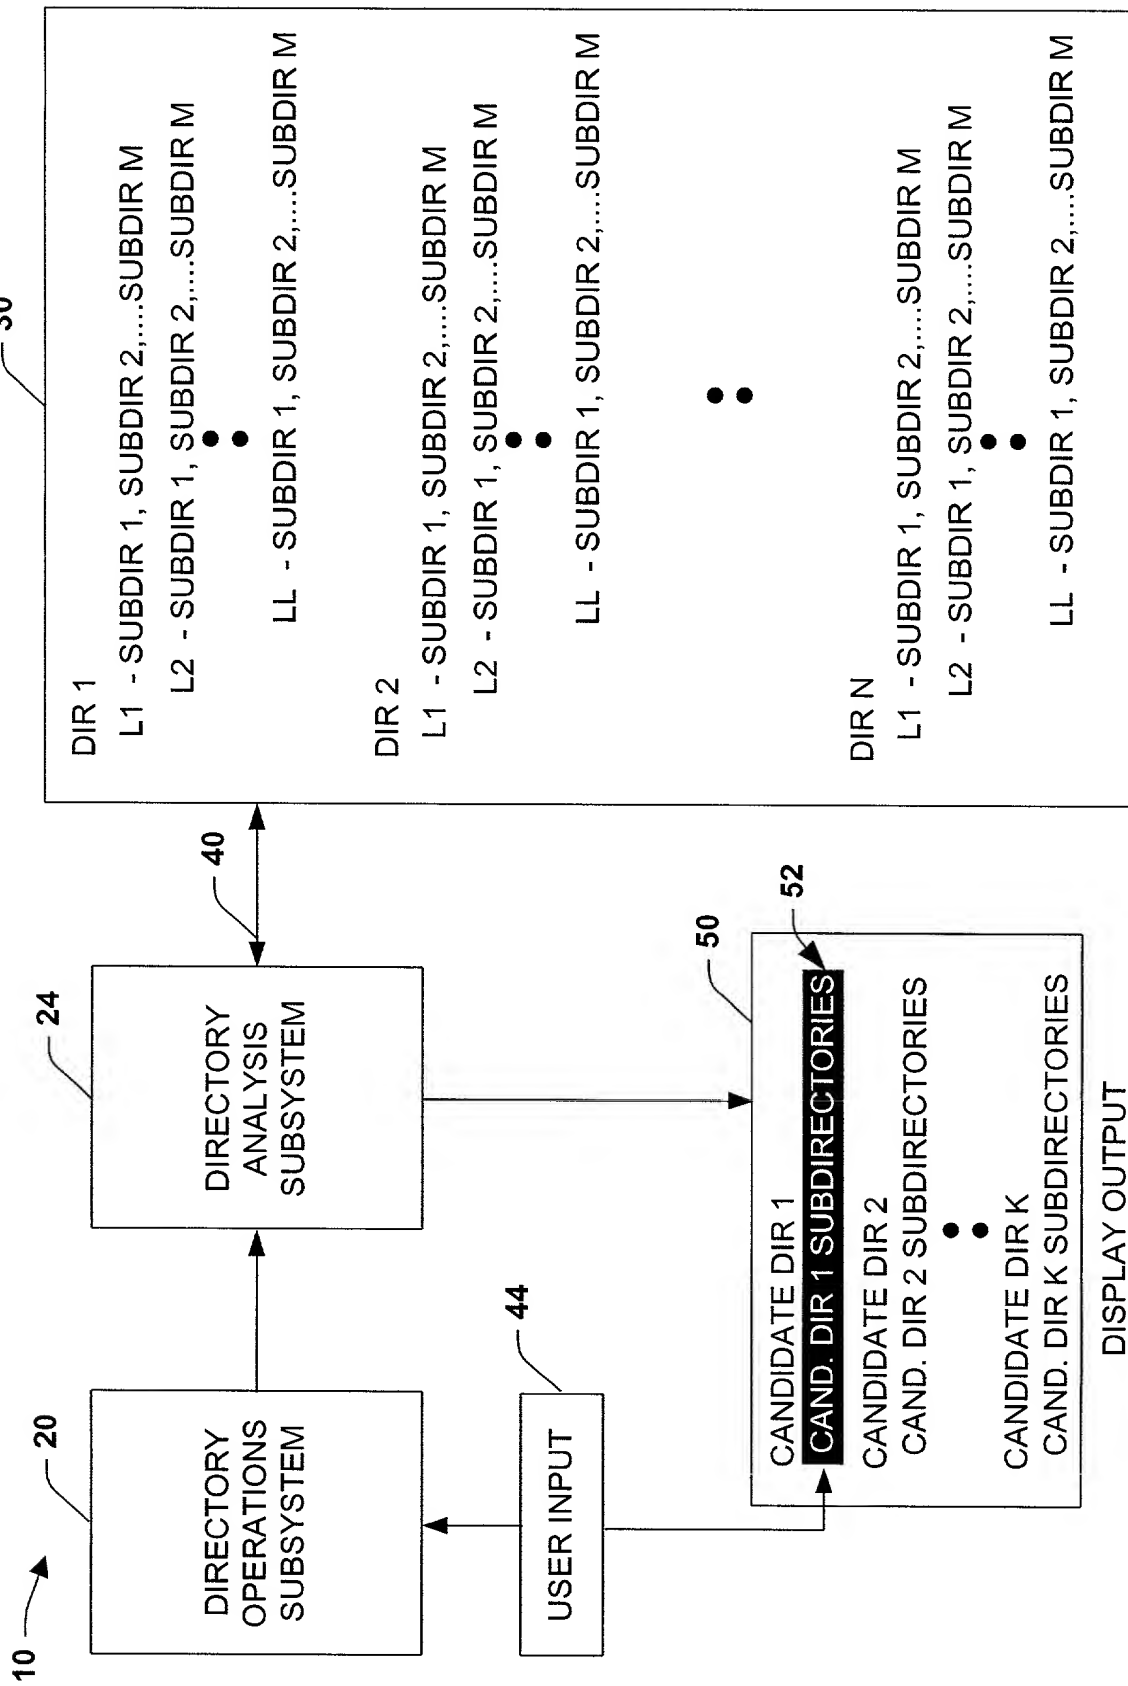 10
20
DIRECTORY
OPERATIONS
SUBSYSTEM
24
DIRECTORY
ANALYSIS
SUBSYSTEM
40
DIR 1
L1 - SUBDIR 1, SUBDIR 2,....SUBDIR M
L2 - SUBDIR 1, SUBDIR 2,....SUBDIR M
LL - SUBDIR 1, SUBDIR 2,....SUBDIR M
DIR 2
L1 - SUBDIR 1, SUBDIR 2,....SUBDIR M
L2 - SUBDIR 1, SUBDIR 2,....SUBDIR M
LL - SUBDIR 1, SUBDIR 2,....SUBDIR M
DIR N
L1 - SUBDIR 1, SUBDIR 2,....SUBDIR M
L2 - SUBDIR 1, SUBDIR 2,....SUBDIR M
LL - SUBDIR 1, SUBDIR 2,....SUBDIR M
44
USER INPUT
50
52
CANDIDATE DIR 1
CAND. DIR 1 SUBDIRECTORIES
CANDIDATE DIR 2
CAND. DIR 2 SUBDIRECTORIES
CANDIDATE DIR K
CAND. DIR K SUBDIRECTORIES
DISPLAY OUTPUT